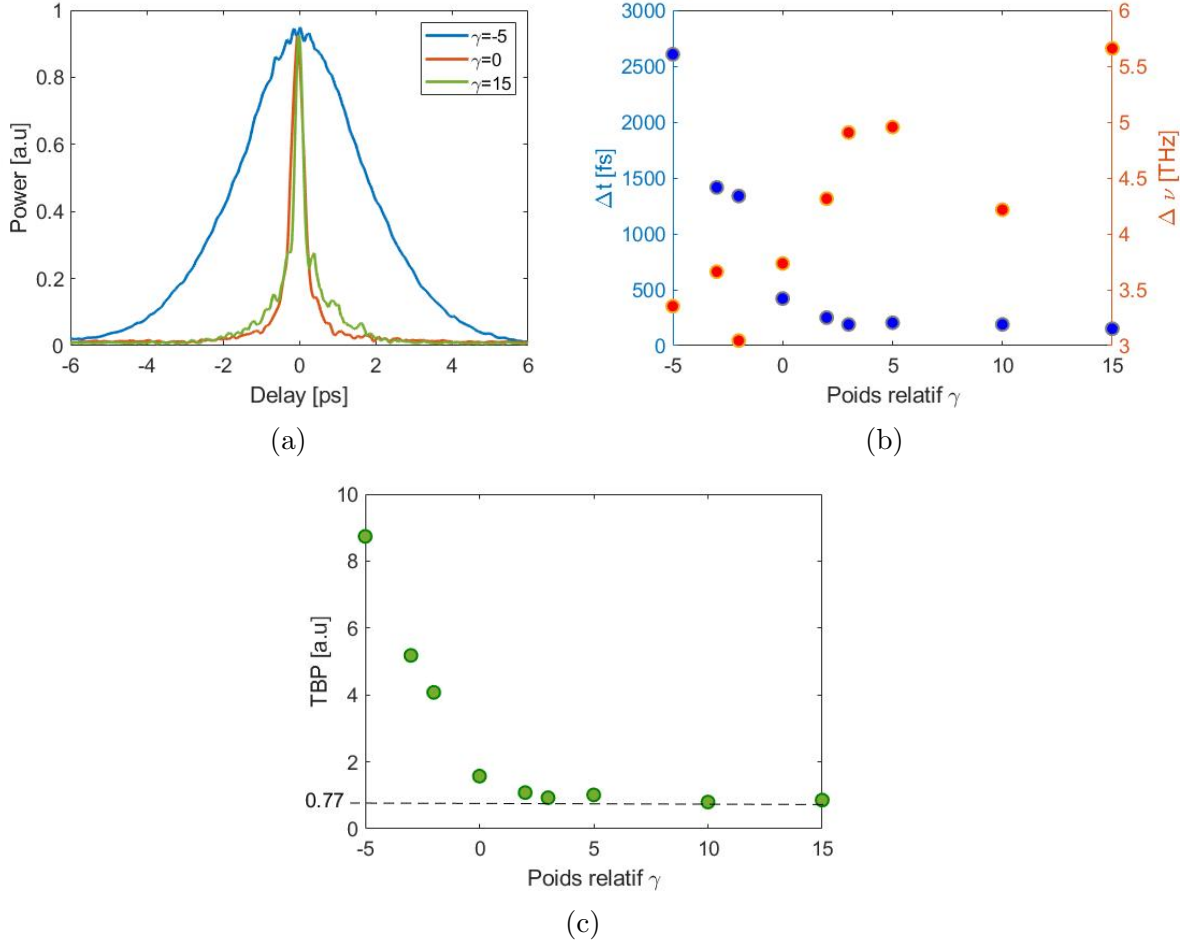 1
0.8
0.6
0.4
0.2
0
Power [a.u]
-6 -4 -2 0 2 4 6
Delay [ps]
γ=-5
γ=0
γ=15
(a)
3000
2500
2000
1500
1000
500
0
Δt [fs]
6
5.5
5
4.5
4
3.5
3
Δ ν [THz]
-5 0 5 10 15
Poids relatif γ
(b)
10
8
6
4
2
0.77
0
TBP [a.u]
-5 0 5 10 15
Poids relatif γ
(c)